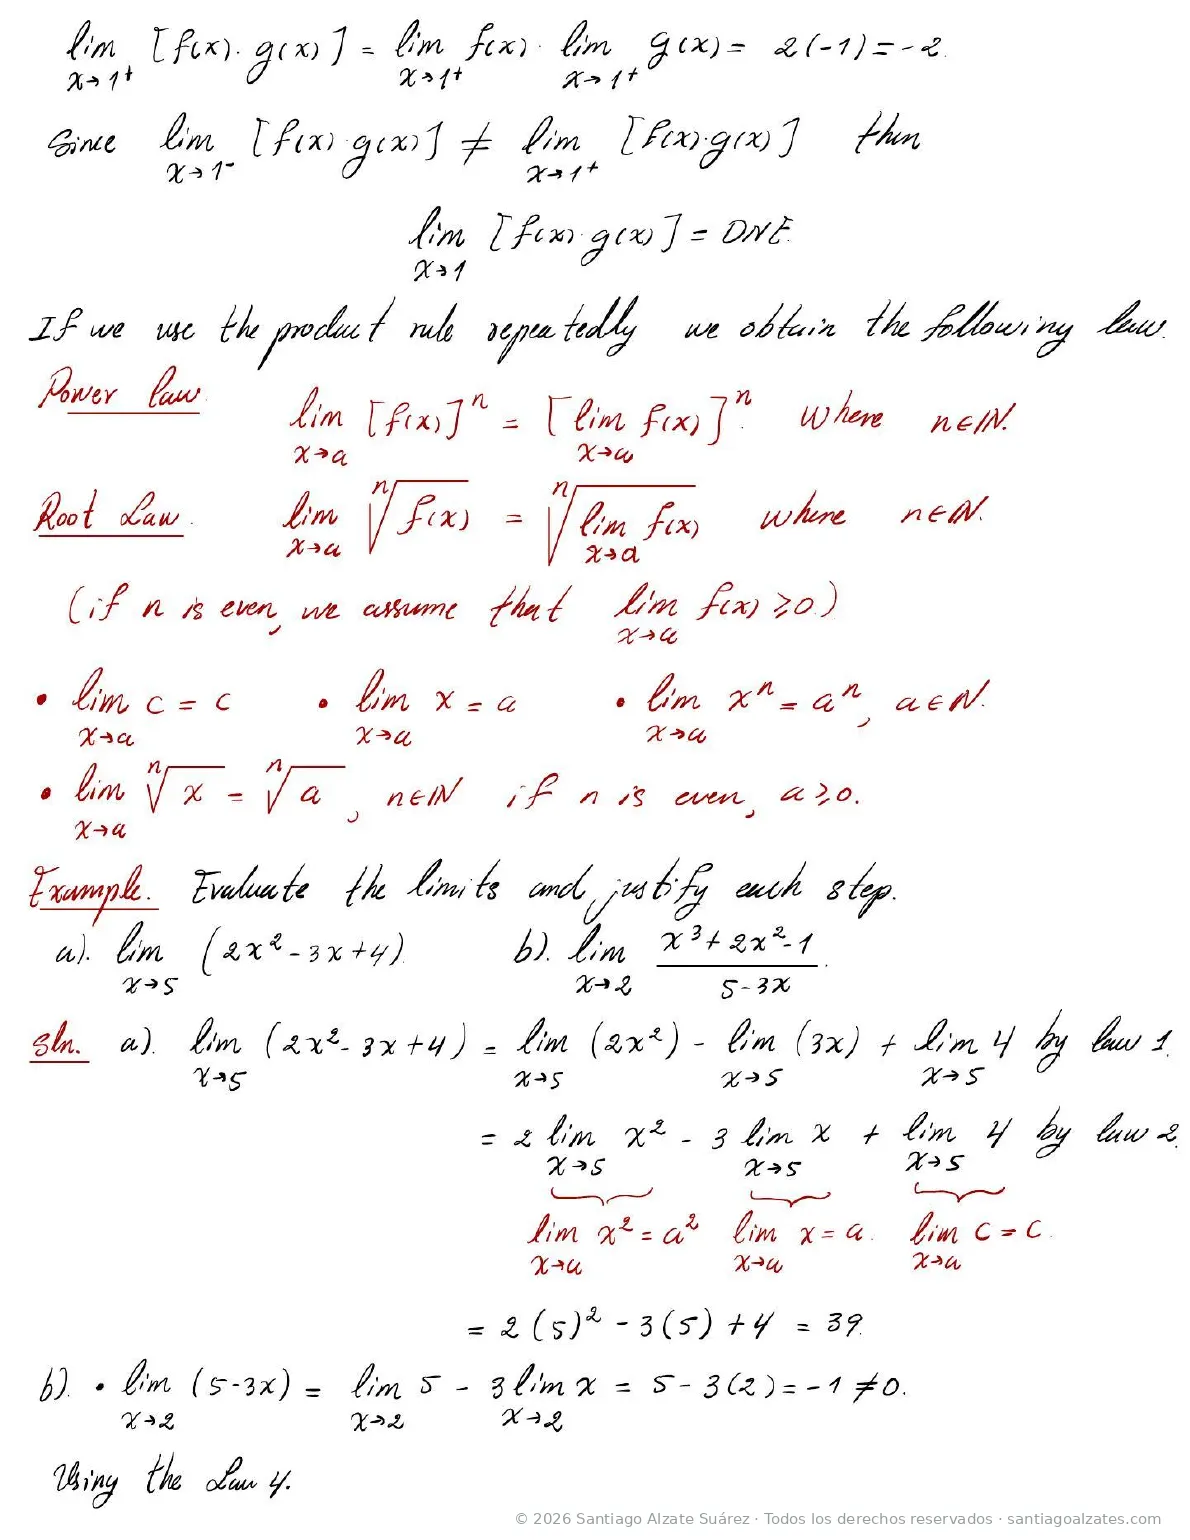 lim [f(x)·g(x)] = lim f(x) · lim g(x) = 2(-1) = -2.
x→1⁺ x→1⁺ x→1⁺
Since lim [f(x)·g(x)] ≠ lim [f(x)·g(x)] then
x→1⁻ x→1⁺
lim [f(x)·g(x)] = DNE.
x→1
If we use the product rule repeatedly we obtain the following law.
Power law. lim [f(x)]ⁿ = [lim f(x)]ⁿ. where n∈ℕ.
x→a x→a
Root Law. lim ⁿ√f(x) = ⁿ√lim f(x) where n∈ℕ.
x→a x→a
(if n is even, we assume that lim f(x) ≥ 0.)
x→a
• lim c = c • lim x = a • lim xⁿ = aⁿ, a∈ℕ.
x→a x→a x→a
• lim ⁿ√x = ⁿ√a, n∈ℕ if n is even, a ≥ 0.
x→a
Example. Evaluate the limits and justify each step.
a). lim (2x² - 3x + 4). b). lim (x³ + 2x² - 1)/(5 - 3x).
x→5 x→2
sln. a). lim (2x² - 3x + 4) = lim (2x²) - lim (3x) + lim 4 by law 1.
x→5 x→5 x→5 x→5
= 2 lim x² - 3 lim x + lim 4 by law 2.
x→5 x→5 x→5
lim x² = a² lim x = a. lim c = c.
x→a x→a x→a
= 2(5)² - 3(5) + 4 = 39.
b). • lim (5 - 3x) = lim 5 - 3 lim x = 5 - 3(2) = -1 ≠ 0.
x→2 x→2 x→2
Using the Law 4.
© 2026 Santiago Alzate Suárez · Todos los derechos reservados · santiagoalzates.com